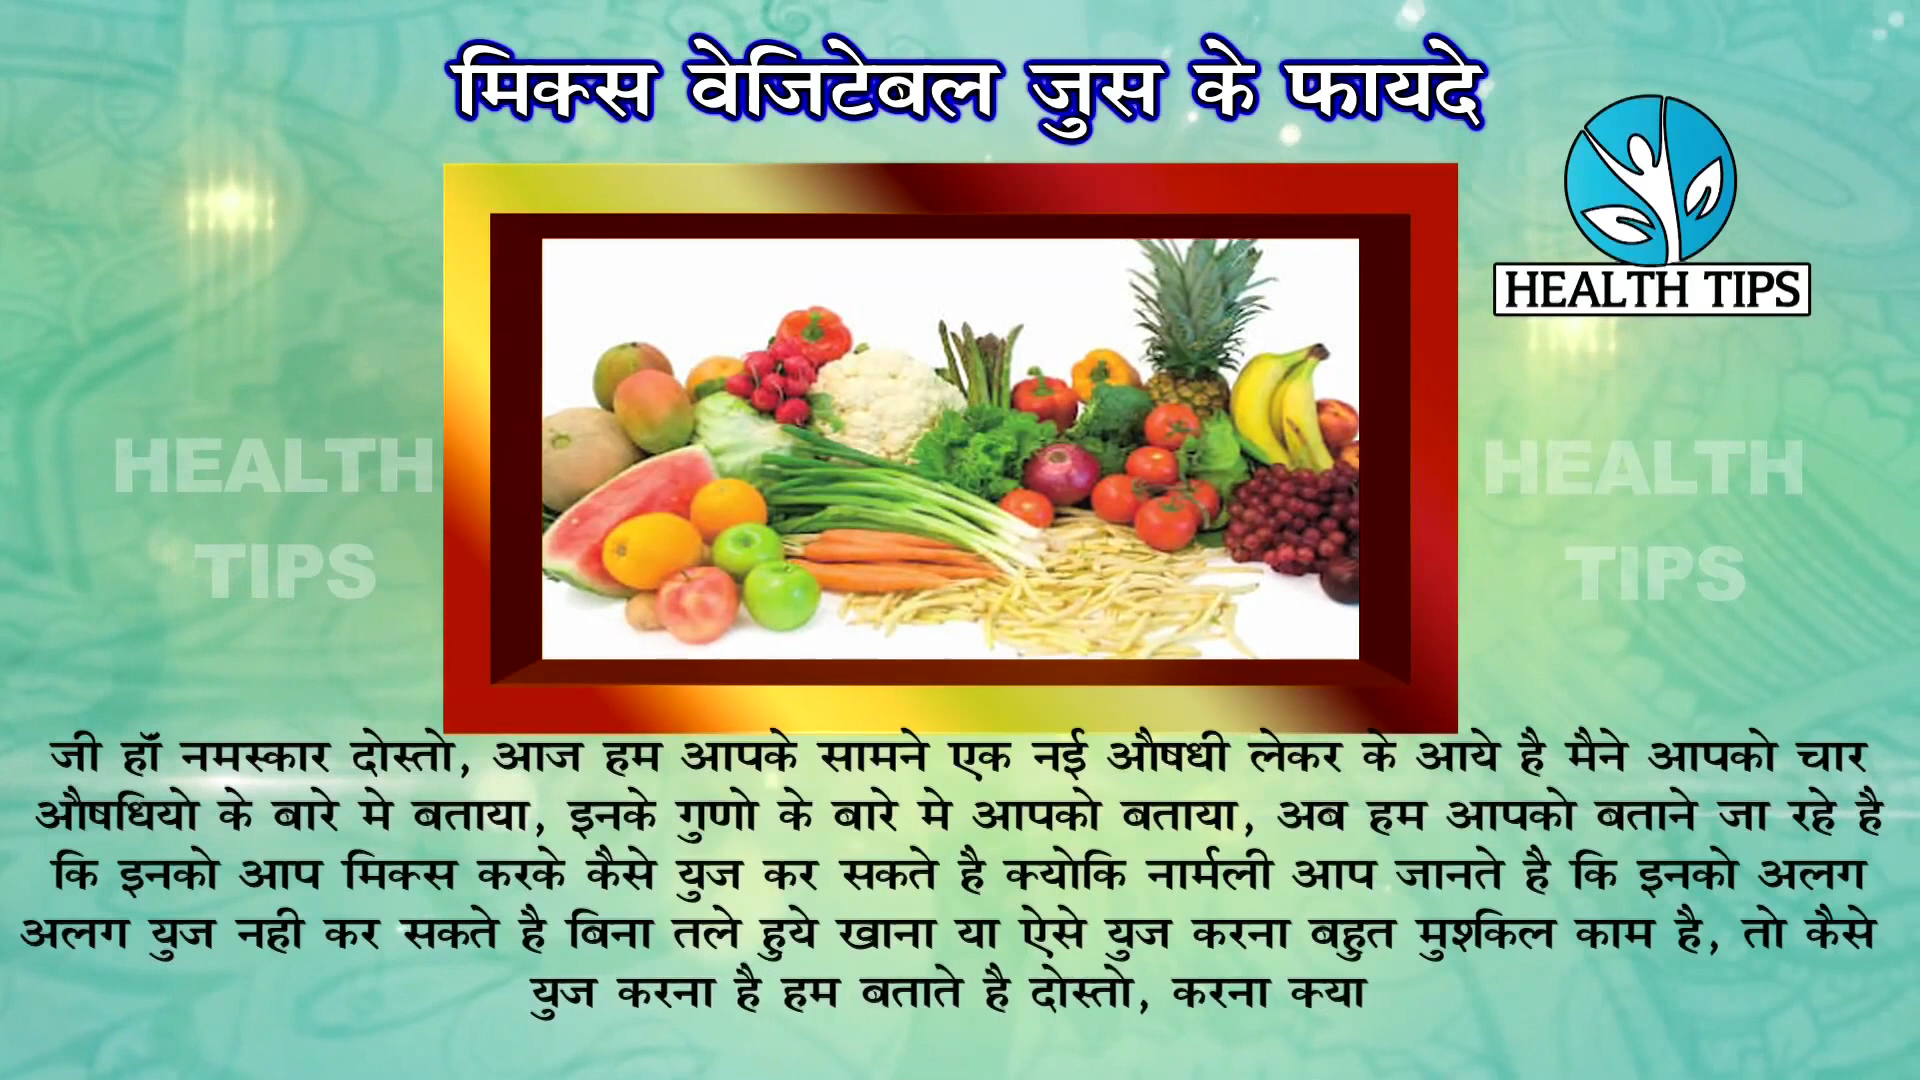 मिक्स वेजिटेबल जुस के फायदे
HEALTH TIPS
HEALTH
TIPS
HEALTH
TIPS
जी हॉं नमस्कार दोस्तो, आज हम आपके सामने एक नई औषधी लेकर के आये है मैने आपको चार
औषधियो के बारे मे बताया, इनके गुणो के बारे मे आपको बताया, अब हम आपको बताने जा रहे है
कि इनको आप मिक्स करके कैसे युज कर सकते है क्योकि नार्मली आप जानते है कि इनको अलग
अलग युज नही कर सकते है बिना तले हुये खाना या ऐसे युज करना बहुत मुश्किल काम है, तो कैसे
युज करना है हम बताते है दोस्तो, करना क्या